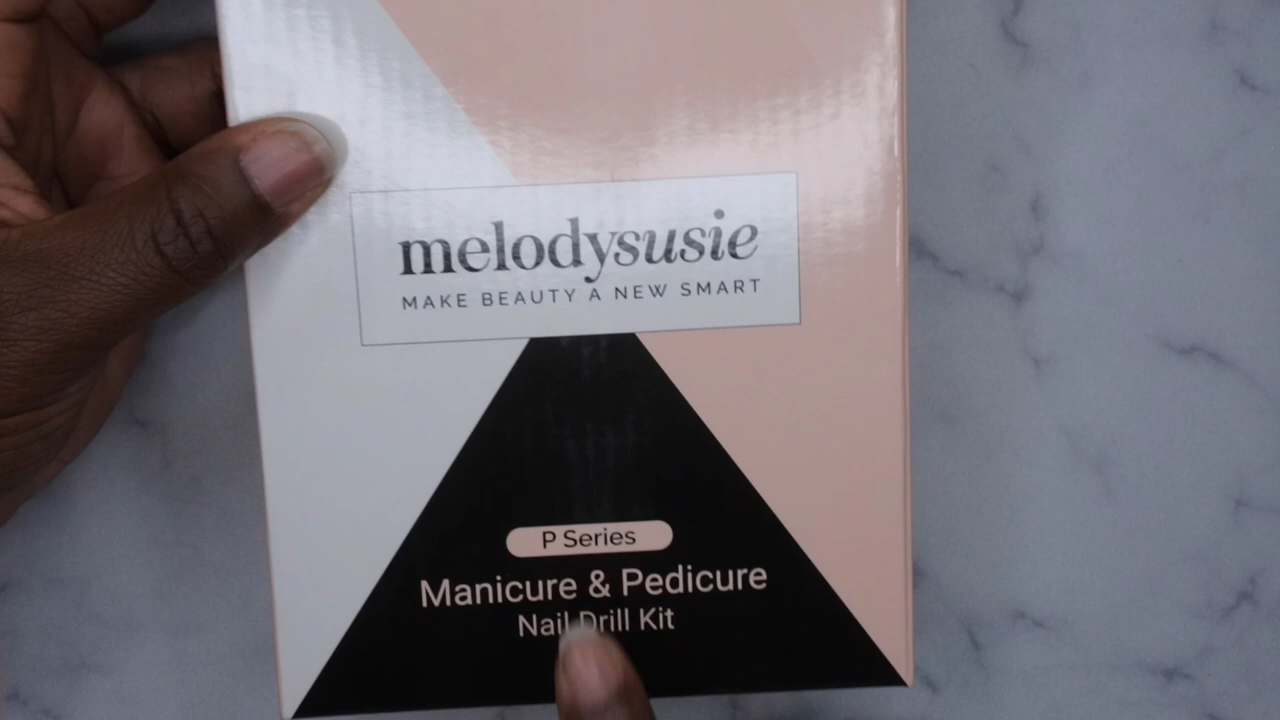 melodysusie
MAKE BEAUTY A NEW SMART
P Series
Manicure & Pedicure
Nail Drill Kit